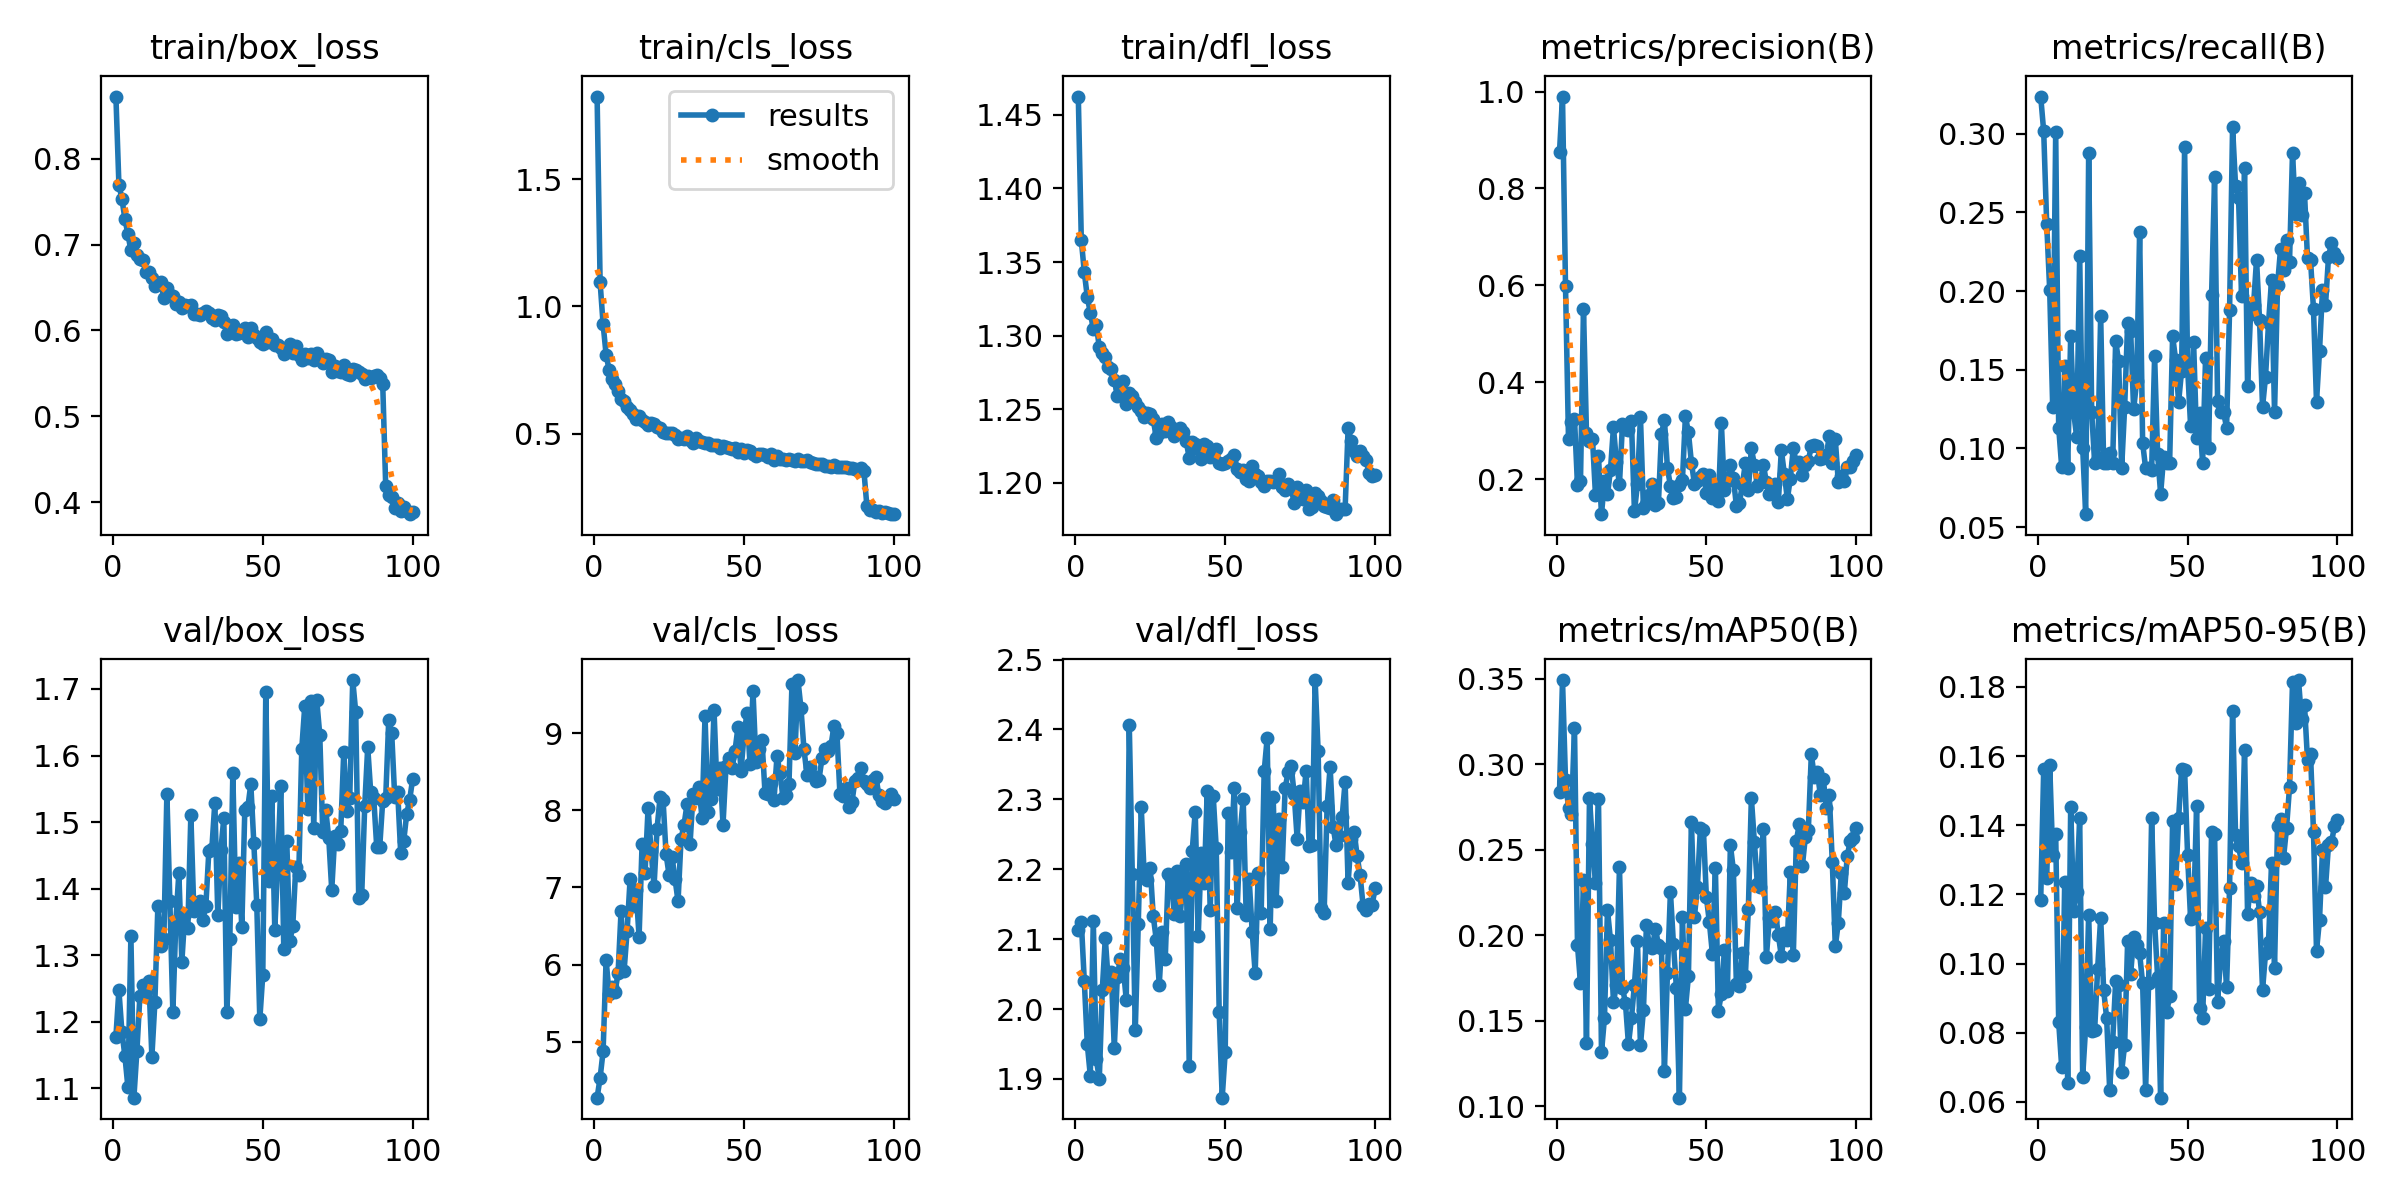 train/box_loss
0.8
0.7
0.6
0.5
0.4
0 50 100
train/cls_loss
results
smooth
1.5
1.0
0.5
0 50 100
train/dfl_loss
1.45
1.40
1.35
1.30
1.25
1.20
0 50 100
metrics/precision(B)
1.0
0.8
0.6
0.4
0.2
0 50 100
metrics/recall(B)
0.30
0.25
0.20
0.15
0.10
0.05
0 50 100
val/box_loss
1.7
1.6
1.5
1.4
1.3
1.2
1.1
0 50 100
val/cls_loss
9
8
7
6
5
0 50 100
val/dfl_loss
2.5
2.4
2.3
2.2
2.1
2.0
1.9
0 50 100
metrics/mAP50(B)
0.35
0.30
0.25
0.20
0.15
0.10
0 50 100
metrics/mAP50-95(B)
0.18
0.16
0.14
0.12
0.10
0.08
0.06
0 50 100